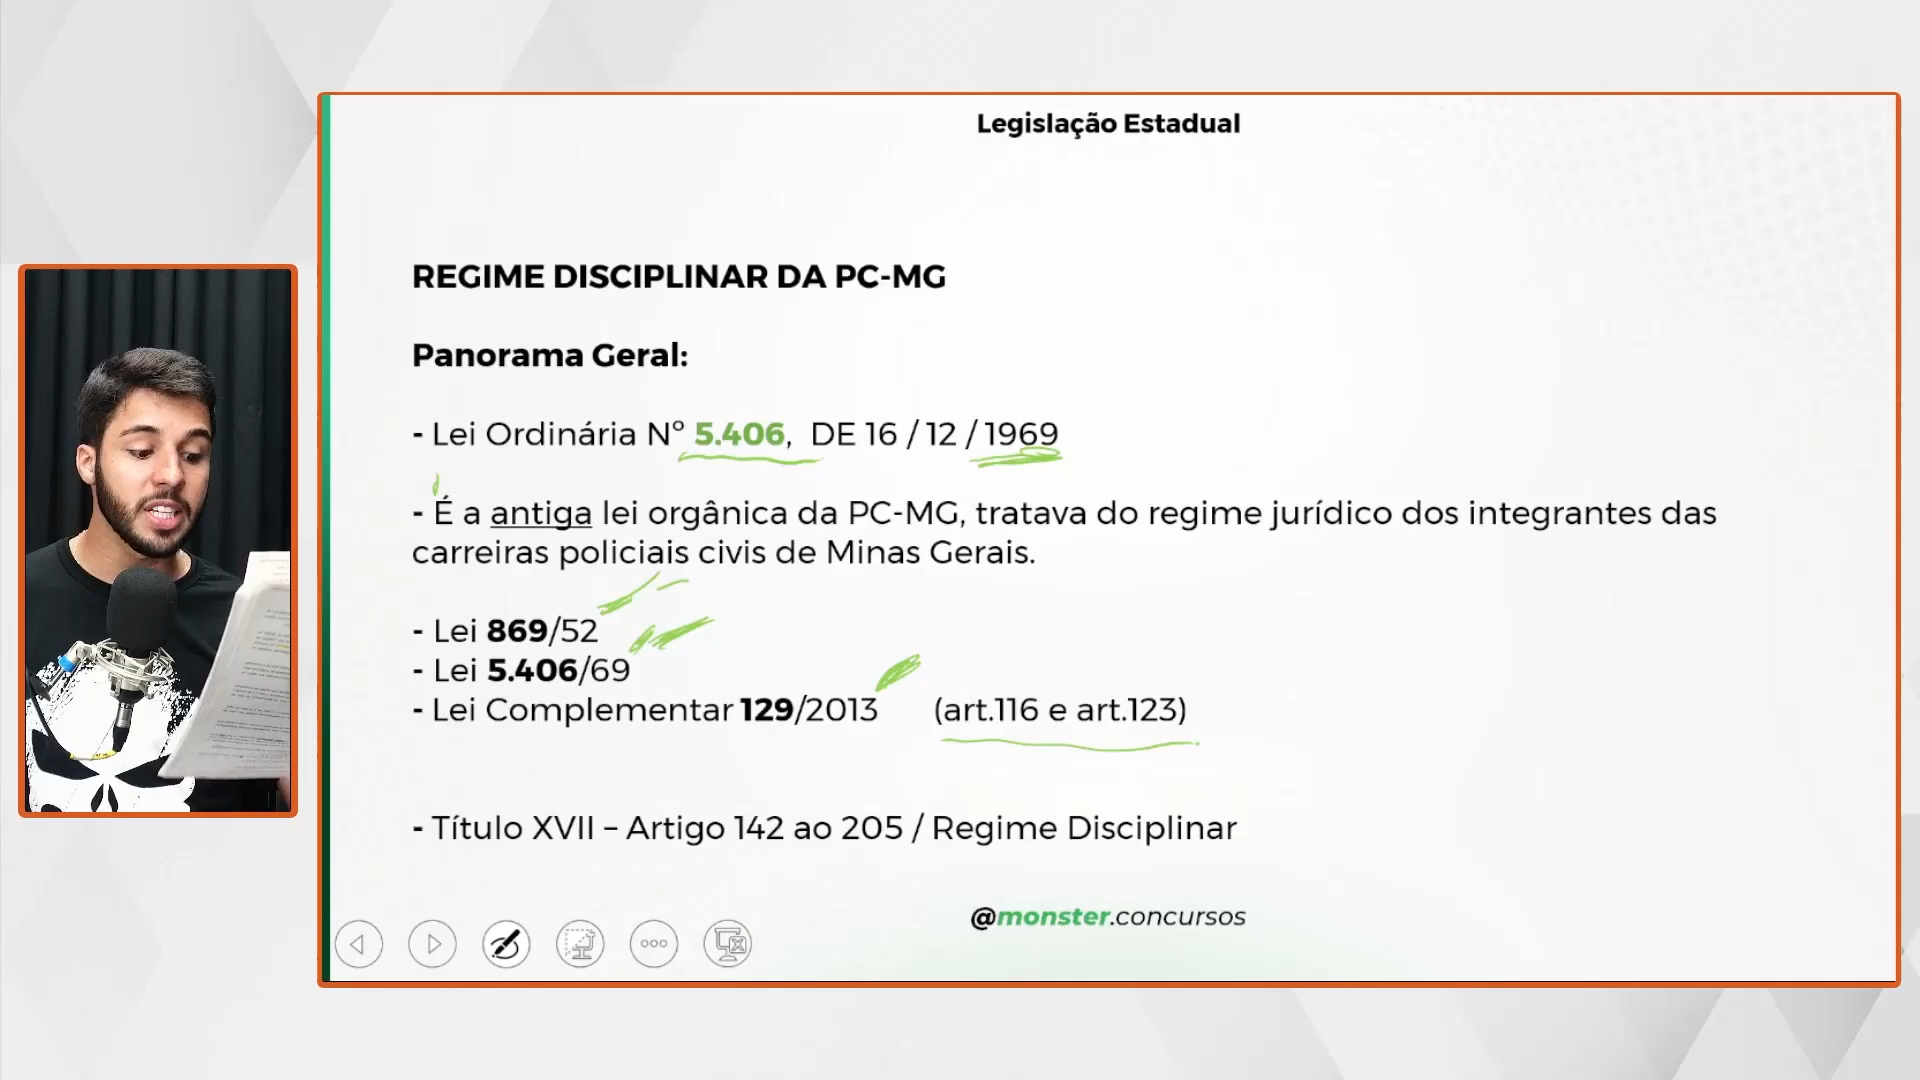 Legislação Estadual
REGIME DISCIPLINAR DA PC-MG
Panorama Geral:
- Lei Ordinária Nº 5.406, DE 16 / 12 / 1969
- É a antiga lei orgânica da PC-MG, tratava do regime jurídico dos integrantes das
carreiras policiais civis de Minas Gerais.
- Lei 869/52
- Lei 5.406/69
- Lei Complementar 129/2013 (art.116 e art.123)
- Título XVII – Artigo 142 ao 205 / Regime Disciplinar
@monster.concursos